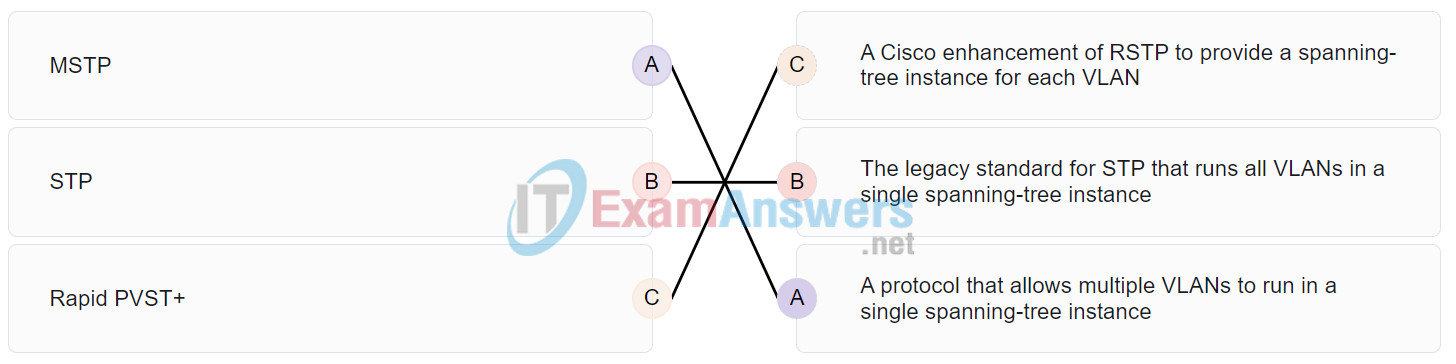 MSTP
A
C
A Cisco enhancement of RSTP to provide a spanning-
tree instance for each VLAN
STP
B
B
The legacy standard for STP that runs all VLANs in a
single spanning-tree instance
ITExamAnswers
.net
Rapid PVST+
C
A
A protocol that allows multiple VLANs to run in a
single spanning-tree instance